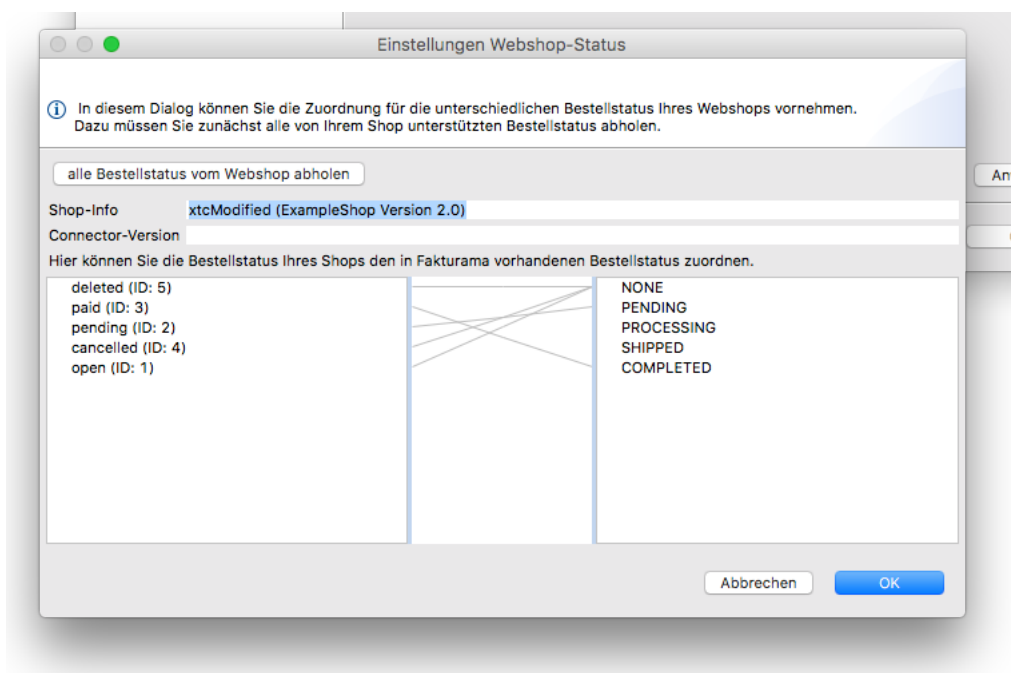 Einstellungen Webshop-Status
In diesem Dialog können Sie die Zuordnung für die unterschiedlichen Bestellstatus Ihres Webshops vornehmen.
Dazu müssen Sie zunächst alle von Ihrem Shop unterstützten Bestellstatus abholen.
alle Bestellstatus vom Webshop abholen
Shop-Info xtcModified (ExampleShop Version 2.0)
Connector-Version
Hier können Sie die Bestellstatus Ihres Shops den in Fakturama vorhandenen Bestellstatus zuordnen.
deleted (ID: 5) NONE
paid (ID: 3) PENDING
pending (ID: 2) PROCESSING
cancelled (ID: 4) SHIPPED
open (ID: 1) COMPLETED
Abbrechen OK